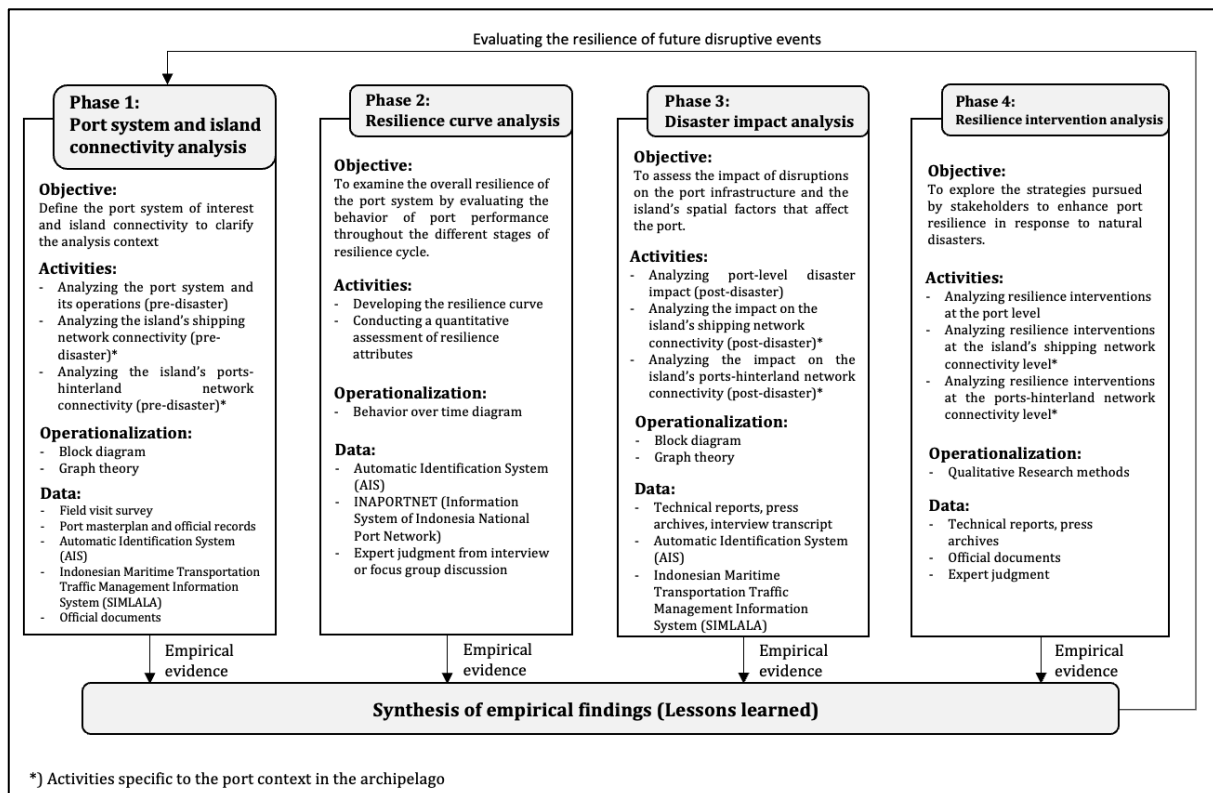 Evaluating the resilience of future disruptive events
Phase 1:
Port system and island
connectivity analysis
Objective:
Define the port system of interest
and island connectivity to clarify
the analysis context
Activities:
- Analyzing the port system and
its operations (pre-disaster)
- Analyzing the island's shipping
network connectivity (pre-
disaster)*
- Analyzing the island's ports-
hinterland network
connectivity (pre-disaster)*
Operationalization:
- Block diagram
- Graph theory
Data:
- Field visit survey
- Port masterplan and official records
- Automatic Identification System
(AIS)
- Indonesian Maritime Transportation
Traffic Management Information
System (SIMLALA)
- Official documents
Phase 2:
Resilience curve analysis
Objective:
To examine the overall resilience of
the port system by evaluating the
behavior of port performance
throughout the different stages of
resilience cycle.
Activities:
- Developing the resilience curve
- Conducting a quantitative
assessment of resilience
attributes
Operationalization:
- Behavior over time diagram
Data:
- Automatic Identification System
(AIS)
- INAPORTNET (Information
System of Indonesia National
Port Network)
- Expert judgment from interview
or focus group discussion
Phase 3:
Disaster impact analysis
Objective:
To assess the impact of disruptions
on the port infrastructure and the
island's spatial factors that affect
the port.
Activities:
- Analyzing port-level disaster
impact (post-disaster)
- Analyzing the impact on the
island's shipping network
connectivity (post-disaster)*
- Analyzing the impact on the
island's ports-hinterland network
connectivity (post-disaster)*
Operationalization:
- Block diagram
- Graph theory
Data:
- Technical reports, press
archives, interview transcript
- Automatic Identification System
(AIS)
- Indonesian Maritime
Transportation Traffic
Management Information
System (SIMLALA)
Phase 4:
Resilience intervention analysis
Objective:
To explore the strategies pursued
by stakeholders to enhance port
resilience in response to natural
disasters.
Activities:
- Analyzing resilience interventions
at the port level
- Analyzing resilience interventions
at the island's shipping network
connectivity level*
- Analyzing resilience interventions
at the ports-hinterland network
connectivity level*
Operationalization:
- Qualitative Research methods
Data:
- Technical reports, press
archives
- Official documents
- Expert judgment
Empirical
evidence
Empirical
evidence
Empirical
evidence
Empirical
evidence
Synthesis of empirical findings (Lessons learned)
*) Activities specific to the port context in the archipelago